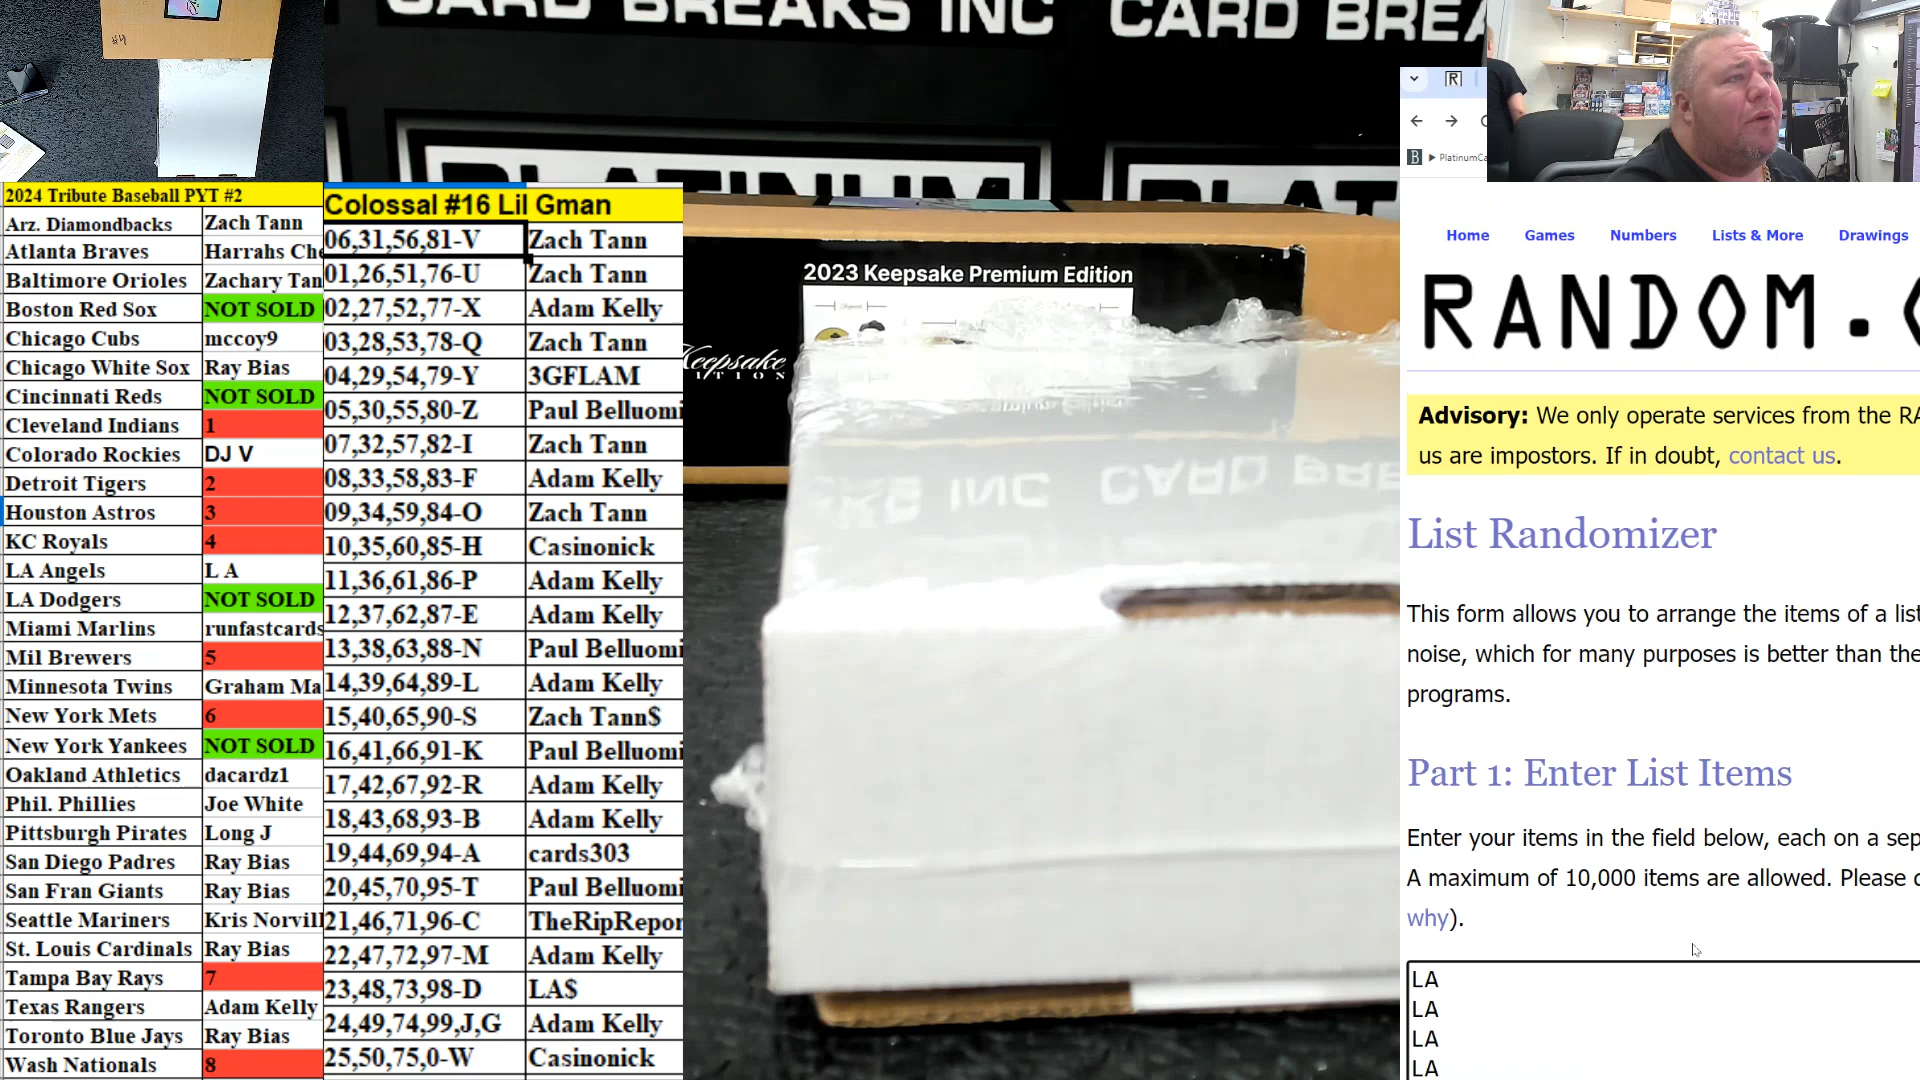 #4
CARD BREAKS INC CARD BREA
PLATINUM PLAT
2024 Tribute Baseball PYT #2
Arz. Diamondbacks Zach Tann
Atlanta Braves Harrahs Che
Baltimore Orioles Zachary Tan
Boston Red Sox NOT SOLD
Chicago Cubs mccoy9
Chicago White Sox Ray Bias
Cincinnati Reds NOT SOLD
Cleveland Indians 1
Colorado Rockies DJ V
Detroit Tigers 2
Houston Astros 3
KC Royals 4
LA Angels L A
LA Dodgers NOT SOLD
Miami Marlins runfastcards
Mil Brewers 5
Minnesota Twins Graham Ma
New York Mets 6
New York Yankees NOT SOLD
Oakland Athletics dacardz1
Phil. Phillies Joe White
Pittsburgh Pirates Long J
San Diego Padres Ray Bias
San Fran Giants Ray Bias
Seattle Mariners Kris Norvill
St. Louis Cardinals Ray Bias
Tampa Bay Rays 7
Texas Rangers Adam Kelly
Toronto Blue Jays Ray Bias
Wash Nationals 8
Colossal #16 Lil Gman
06,31,56,81-V Zach Tann
01,26,51,76-U Zach Tann
02,27,52,77-X Adam Kelly
03,28,53,78-Q Zach Tann
04,29,54,79-Y 3GFLAM
05,30,55,80-Z Paul Belluomi
07,32,57,82-I Zach Tann
08,33,58,83-F Adam Kelly
09,34,59,84-O Zach Tann
10,35,60,85-H Casinonick
11,36,61,86-P Adam Kelly
12,37,62,87-E Adam Kelly
13,38,63,88-N Paul Belluomi
14,39,64,89-L Adam Kelly
15,40,65,90-S Zach Tann$
16,41,66,91-K Paul Belluomi
17,42,67,92-R Adam Kelly
18,43,68,93-B Adam Kelly
19,44,69,94-A cards303
20,45,70,95-T Paul Belluomi
21,46,71,96-C TheRipRepor
22,47,72,97-M Adam Kelly
23,48,73,98-D LA$
24,49,74,99,J,G Adam Kelly
25,50,75,0-W Casinonick
2023 Keepsake Premium Edition
Keepsake
ITION
PlatinumCa
Home Games Numbers Lists & More Drawings
RANDOM.
Advisory: We only operate services from the RA
us are impostors. If in doubt, contact us.
List Randomizer
This form allows you to arrange the items of a list
noise, which for many purposes is better than the
programs.
Part 1: Enter List Items
Enter your items in the field below, each on a sep
A maximum of 10,000 items are allowed. Please
why).
LA
LA
LA
LA